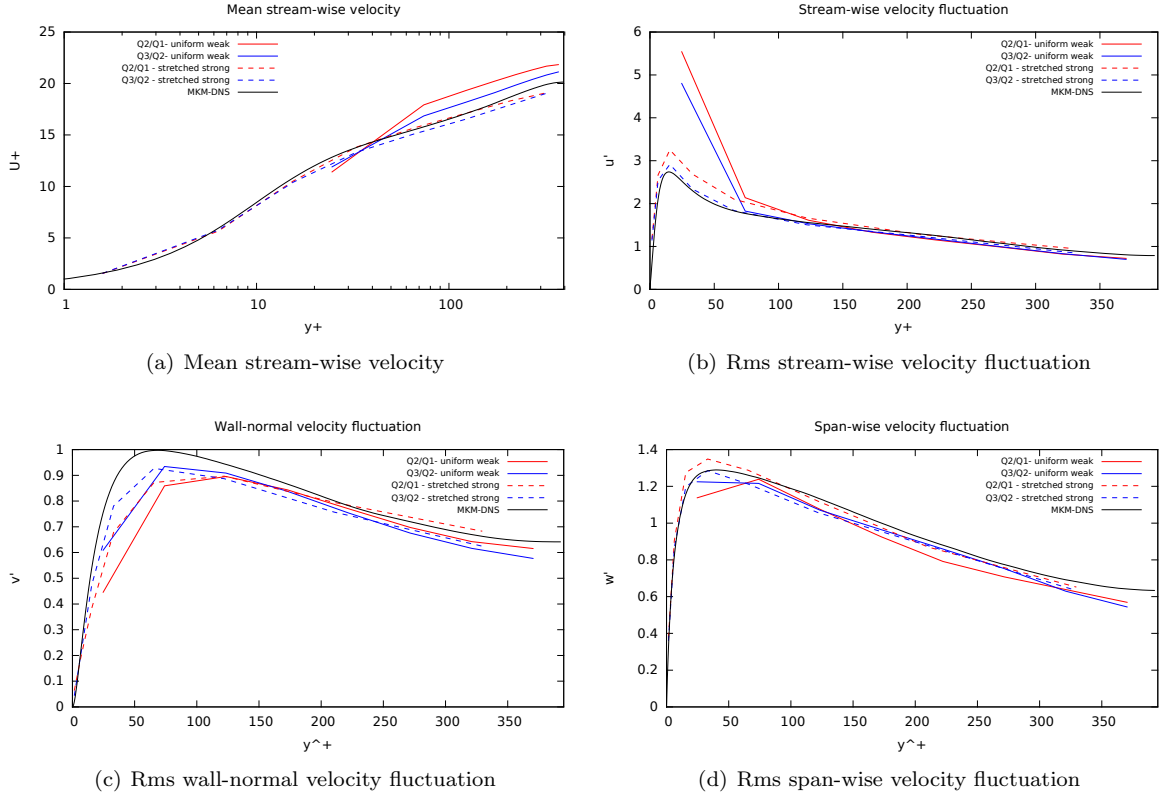 Mean stream-wise velocity
25
20
15
10
5
0
U+
1
10
100
y+
Q2/Q1- uniform weak
Q3/Q2- uniform weak
Q2/Q1 - stretched strong
Q3/Q2 - stretched strong
MKM-DNS
(a) Mean stream-wise velocity
Stream-wise velocity fluctuation
6
5
4
3
2
1
0
u'
0
50
100
150
200
250
300
350
y+
Q2/Q1- uniform weak
Q3/Q2- uniform weak
Q2/Q1 - stretched strong
Q3/Q2 - stretched strong
MKM-DNS
(b) Rms stream-wise velocity fluctuation
Wall-normal velocity fluctuation
1
0.9
0.8
0.7
0.6
0.5
0.4
0.3
0.2
0.1
0
v'
0
50
100
150
200
250
300
350
y^+
Q2/Q1- uniform weak
Q3/Q2- uniform weak
Q2/Q1 - stretched strong
Q3/Q2 - stretched strong
MKM-DNS
(c) Rms wall-normal velocity fluctuation
Span-wise velocity fluctuation
1.4
1.2
1
0.8
0.6
0.4
0.2
0
w'
0
50
100
150
200
250
300
350
y^+
Q2/Q1- uniform weak
Q3/Q2- uniform weak
Q2/Q1 - stretched strong
Q3/Q2 - stretched strong
MKM-DNS
(d) Rms span-wise velocity fluctuation